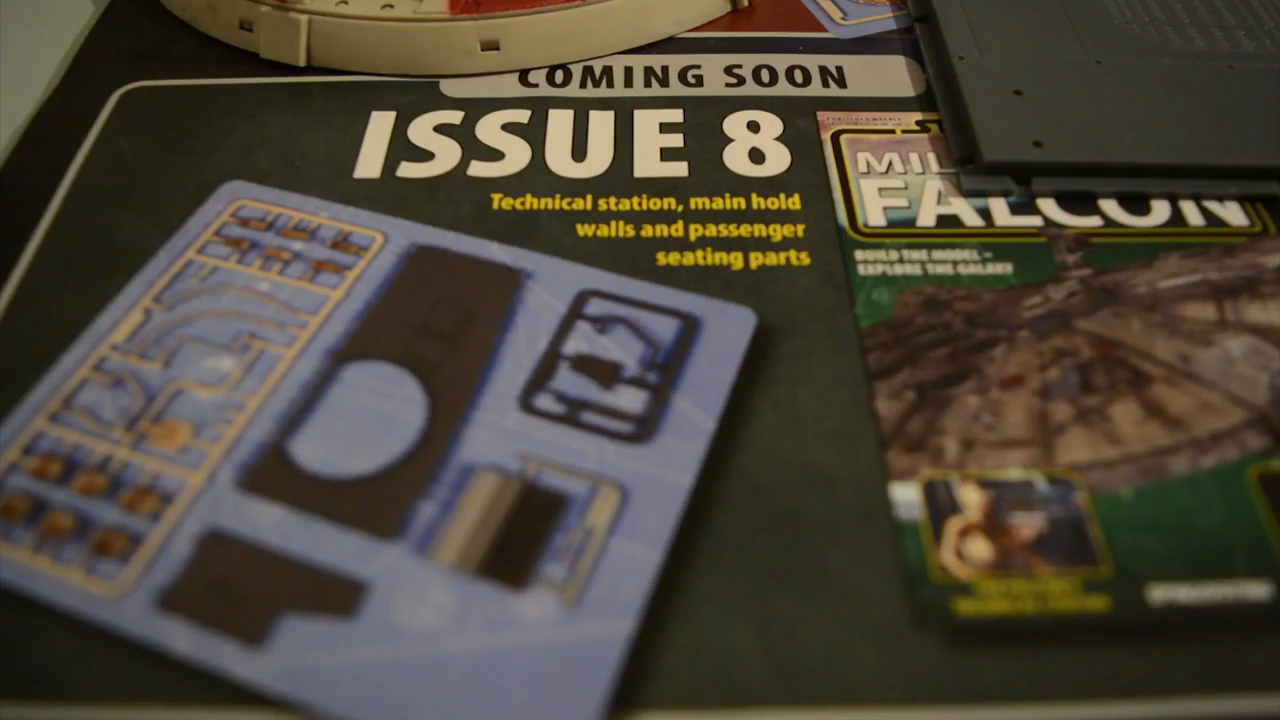 COMING SOON
ISSUE 8
Technical station, main hold
walls and passenger
seating parts
FALCON
BUILD THE MODEL –
EXPLORE THE GALAXY